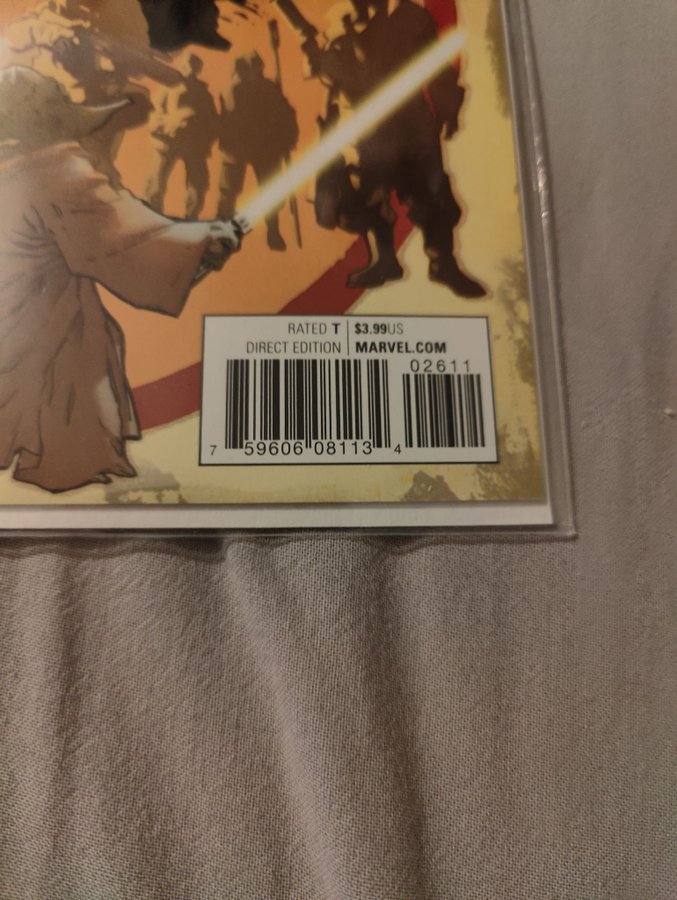 RATED T $3.99US
DIRECT EDITION MARVEL.COM
02611
7 59606 08113 4